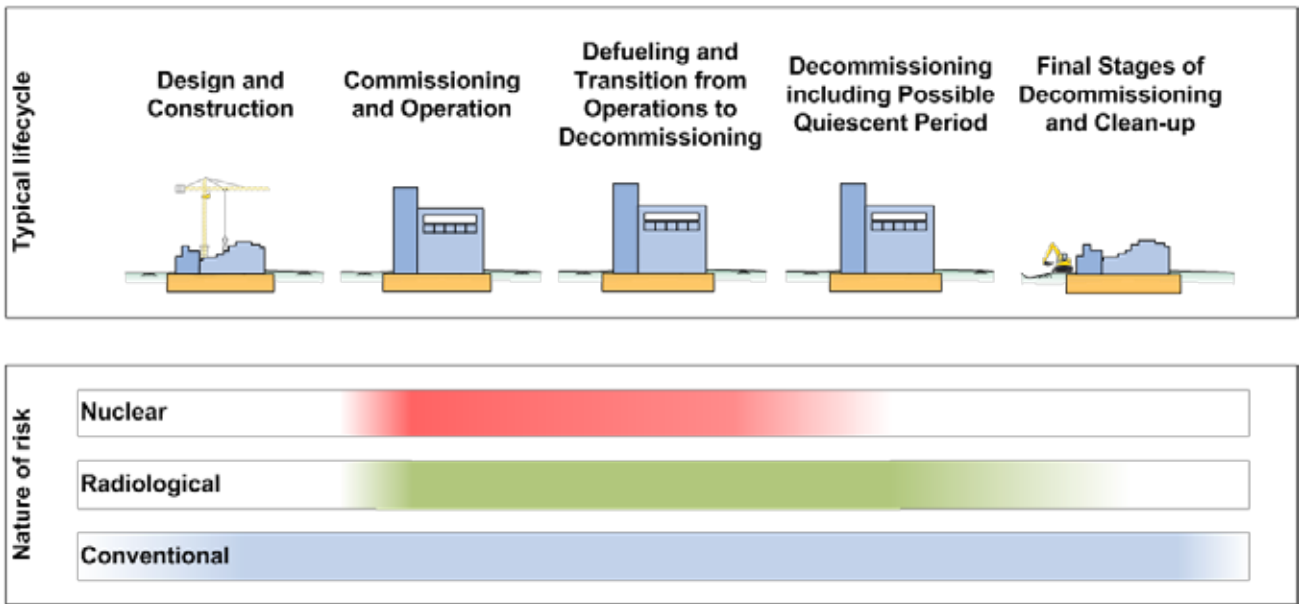 Typical lifecycle
Design and
Construction
Commissioning
and Operation
Defueling and
Transition from
Operations to
Decommissioning
Decommissioning
including Possible
Quiescent Period
Final Stages of
Decommissioning
and Clean-up
Nature of risk
Nuclear
Radiological
Conventional